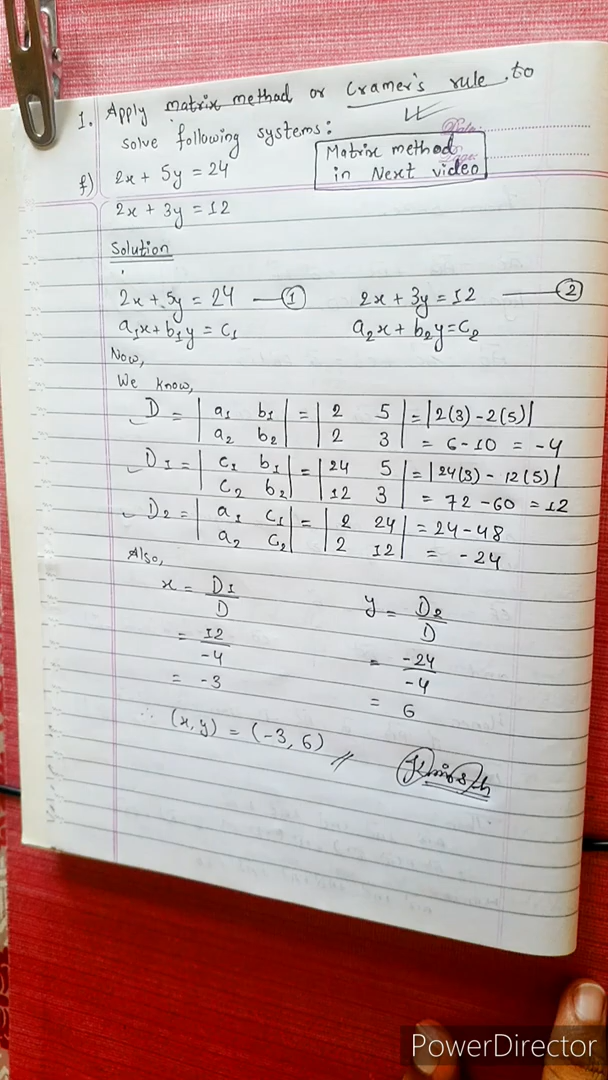 1. Apply matrix method or Cramer's rule to
solve following systems:
Matrix method
in Next video
f) 2x + 5y = 24
2x + 3y = 12
Solution
2x + 5y = 24 — ①
2x + 3y = 12 — ②
a₁x + b₁y = c₁
a₂x + b₂y = c₂
Now,
We know,
D = | a₁ b₁ | = | 2 5 | = |2(3) - 2(5)|
| a₂ b₂ | | 2 3 | = 6 - 10 = -4
D₁ = | c₁ b₁ | = | 24 5 | = |24(3) - 12(5)|
| c₂ b₂ | | 12 3 | = 72 - 60 = 12
D₂ = | a₁ c₁ | = | 2 24 | = 24 - 48
| a₂ c₂ | | 2 12 | = -24
Also,
x = D₁/D
= 12/-4
= -3
y = D₂/D
= -24/-4
= 6
∴ (x, y) = (-3, 6) //
PowerDirector